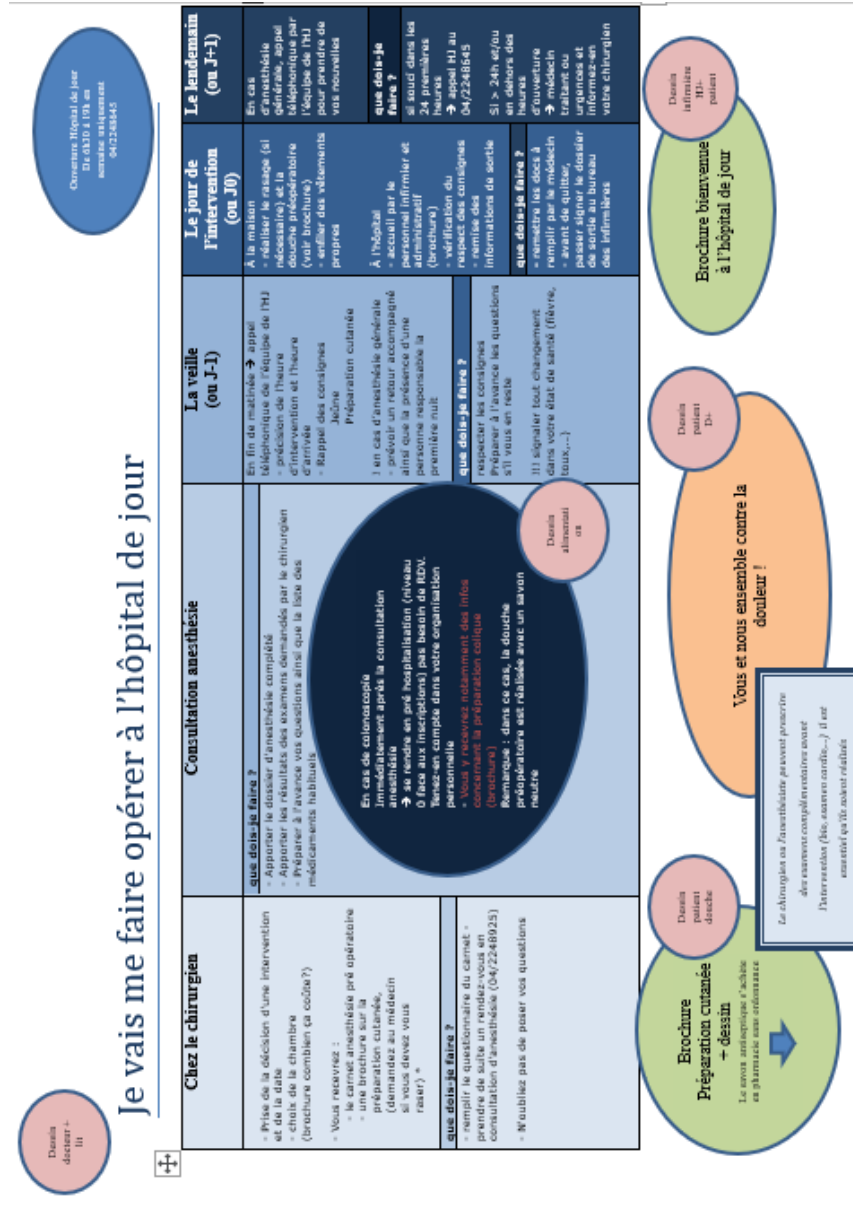 Dessin
docteur +
lit
Ouverture Hôpital de jour
De 6h30 à 19h en
semaine uniquement
04/2248645
Je vais me faire opérer à l'hôpital de jour
Chez le chirurgien
- Prise de la décision d'une intervention
et de la date
- choix de la chambre
(brochure combien ça coûte?)
- Vous recevrez :
- le carnet anesthésie pré opératoire
- une brochure sur la
préparation cutanée,
(demandez au médecin
si vous devez vous
raser) *
que dois-je faire ?
- remplir le questionnaire du carnet -
prendre de suite un rendez-vous en
consultation d'anesthésie (04/2248925)
- N'oubliez pas de poser vos questions
Consultation anesthésie
que dois-je faire ?
- Apporter le dossier d'anesthésie complété
- Apporter les résultats des examens demandés par le chirurgien
- Préparer à l'avance vos questions ainsi que la liste des
médicaments habituels
En cas de colonoscopie
Immédiatement après la consultation
anesthésie
→ se rendre en pré hospitalisation (niveau
0 face aux inscriptions) pas besoin de RDV.
Tenez-en compte dans votre organisation
personnelle
* Vous y recevrez notamment des infos
concernant la préparation colique
(brochure)
Remarque : dans ce cas, la douche
préopératoire est réalisée avec un savon
neutre
Dessin
alimentati
on
La veille
(ou J-1)
En fin de matinée → appel
téléphonique de l'équipe de l'HJ
- précision de l'heure
d'intervention et l'heure
d'arrivée
- Rappel des consignes
Jeûne
Préparation cutanée
! en cas d'anesthésie générale
- prévoir un retour accompagné
ainsi que la présence d'une
personne responsable la
première nuit
que dois-je faire ?
respecter les consignes
Préparer à l'avance les questions
s'il vous en reste
!!! signaler tout changement
dans votre état de santé (fièvre,
toux,...)
Le jour de
l'intervention
(ou J0)
À la maison
- réaliser le rasage (si
nécessaire) et la
douche préopératoire
(voir brochure)
- enfiler des vêtements
propres
À l'hôpital
- accueil par le
personnel infirmier et
administratif
(brochure)
- vérification du
respect des consignes
- remise des
informations de sortie
que dois-je faire ?
- remettre les docs à
remplir par le médecin
- avant de quitter,
passer signer le dossier
de sortie au bureau
des infirmières
Le lendemain
(ou J+1)
En cas
d'anesthésie
générale, appel
téléphonique par
l'équipe de l'HJ
pour prendre de
vos nouvelles
que dois-je
faire ?
si souci dans les
24 premières
heures
→ appel HJ au
04/2248645
Si > 24h et/ou
en dehors des
heures
d'ouverture
→ médecin
traitant ou
urgences et
informez-en
votre chirurgien
Dessin
patient
douche
Brochure
Préparation cutanée
+ dessin
Le savon antiseptique s'achète
en pharmacie sans ordonnance
Le chirurgien ou l'anesthésiste peuvent prescrire
des examens complémentaires avant
l'intervention (bio, examen cardio...) il est
essentiel qu'ils soient réalisés
Dessin
patient
D+
Vous et nous ensemble contre la
douleur !
Dessin
infirmière
HJ+
patient
Brochure bienvenue
à l'hôpital de jour